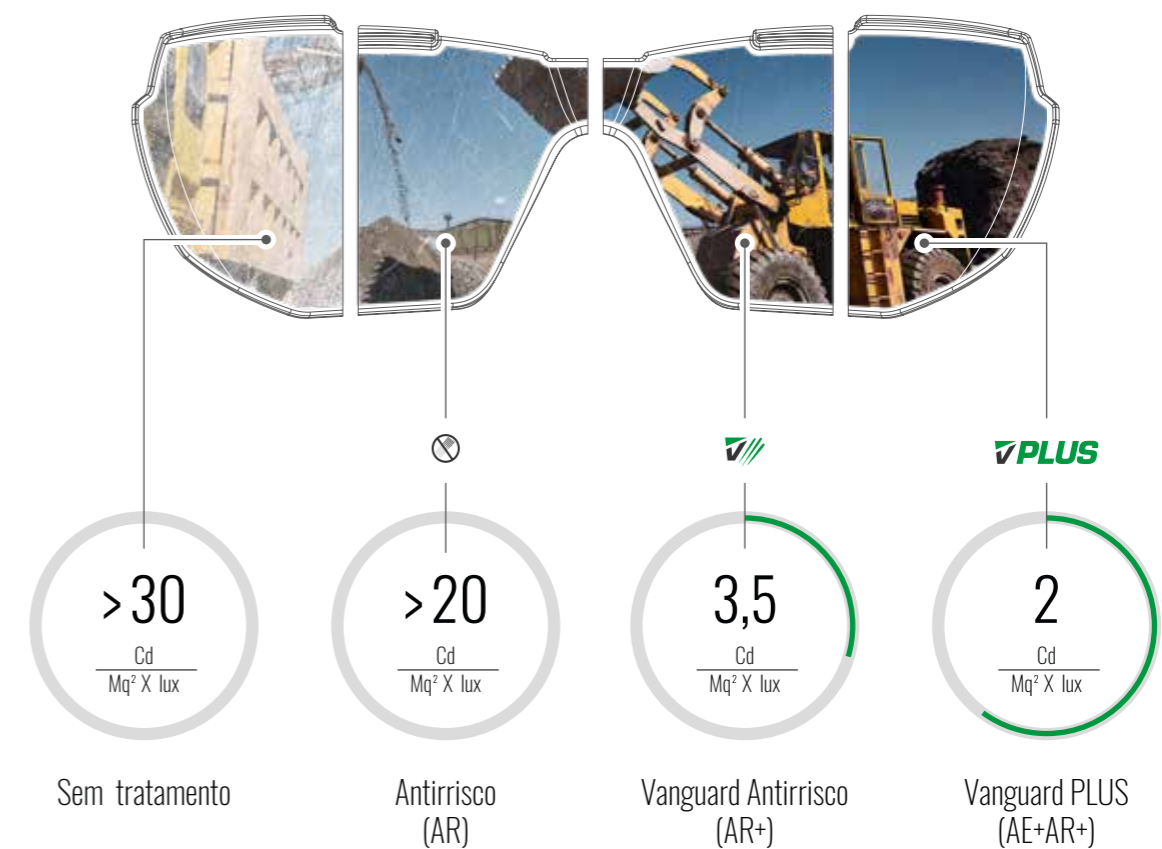 VPLUS
>30
Cd
Mq² X lux
>20
Cd
Mq² X lux
3,5
Cd
Mq² X lux
2
Cd
Mq² X lux
Sem tratamento
Antirrisco
(AR)
Vanguard Antirrisco
(AR+)
Vanguard PLUS
(AE+AR+)